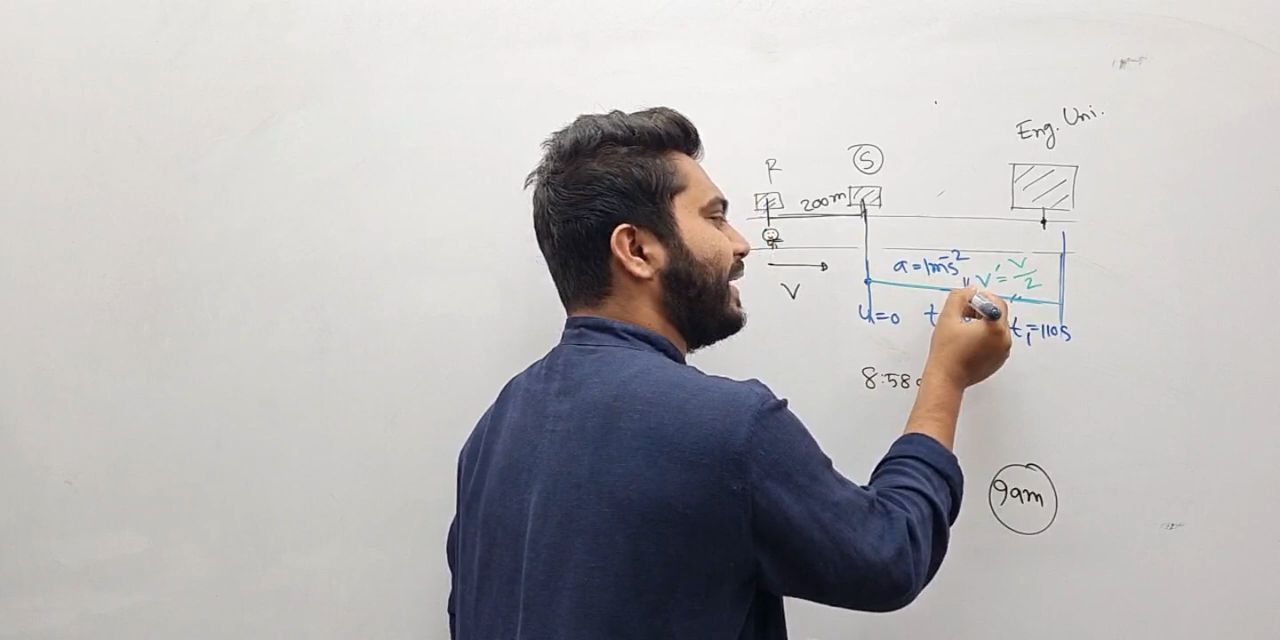 Eng. Uni.
R
S
200m
a=1ms⁻²
v'=v/2
V
u=0
t
t₁=110s
8:58
9am